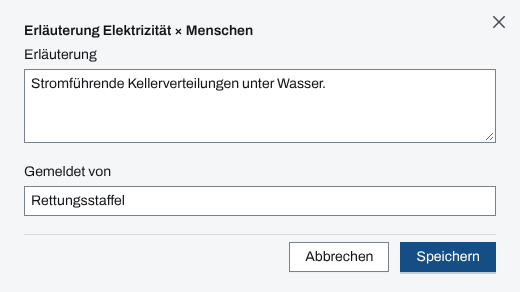 Erläuterung Elektrizität × Menschen
Erläuterung
Stromführende Kellerverteilungen unter Wasser.
Gemeldet von
Rettungsstaffel
Abbrechen
Speichern